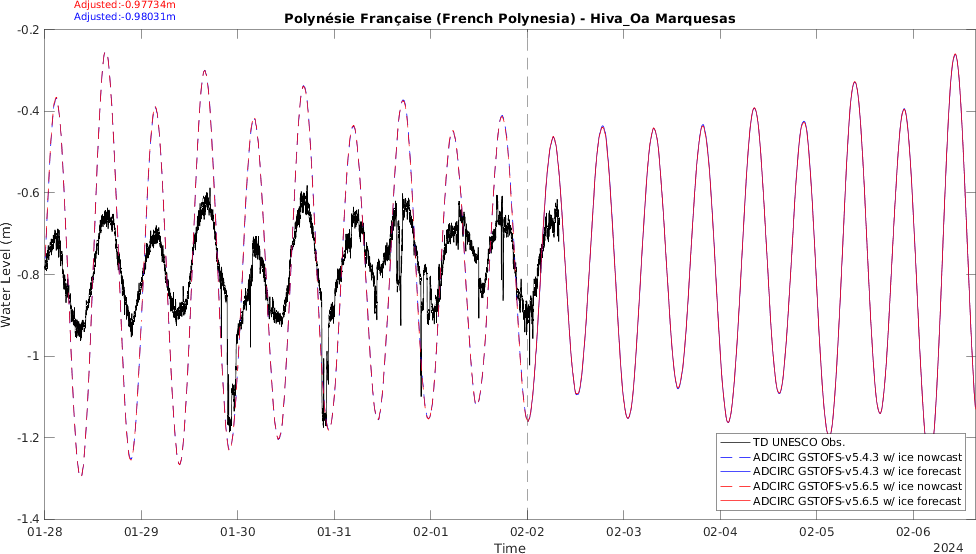 Adjusted:-0.97734m
Adjusted:-0.98031m
Polynésie Française (French Polynesia) - Hiva_Oa Marquesas
Water Level (m)
-0.2
-0.4
-0.6
-0.8
-1
-1.2
-1.4
TD UNESCO Obs.
ADCIRC GSTOFS-v5.4.3 w/ ice nowcast
ADCIRC GSTOFS-v5.4.3 w/ ice forecast
ADCIRC GSTOFS-v5.6.5 w/ ice nowcast
ADCIRC GSTOFS-v5.6.5 w/ ice forecast
01-28 01-29 01-30 01-31 02-01 02-02 02-03 02-04 02-05 02-06
Time
2024